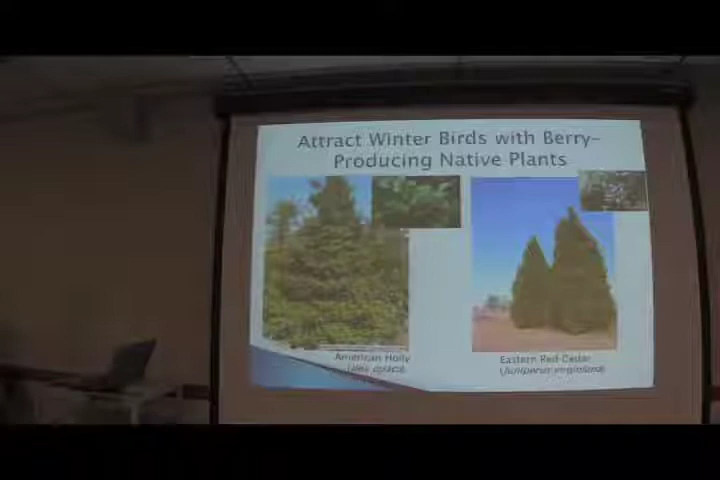 Attract Winter Birds with Berry-
Producing Native Plants
American Holly
(Ilex opaca)
Eastern Red-Cedar
(Juniperus virginiana)